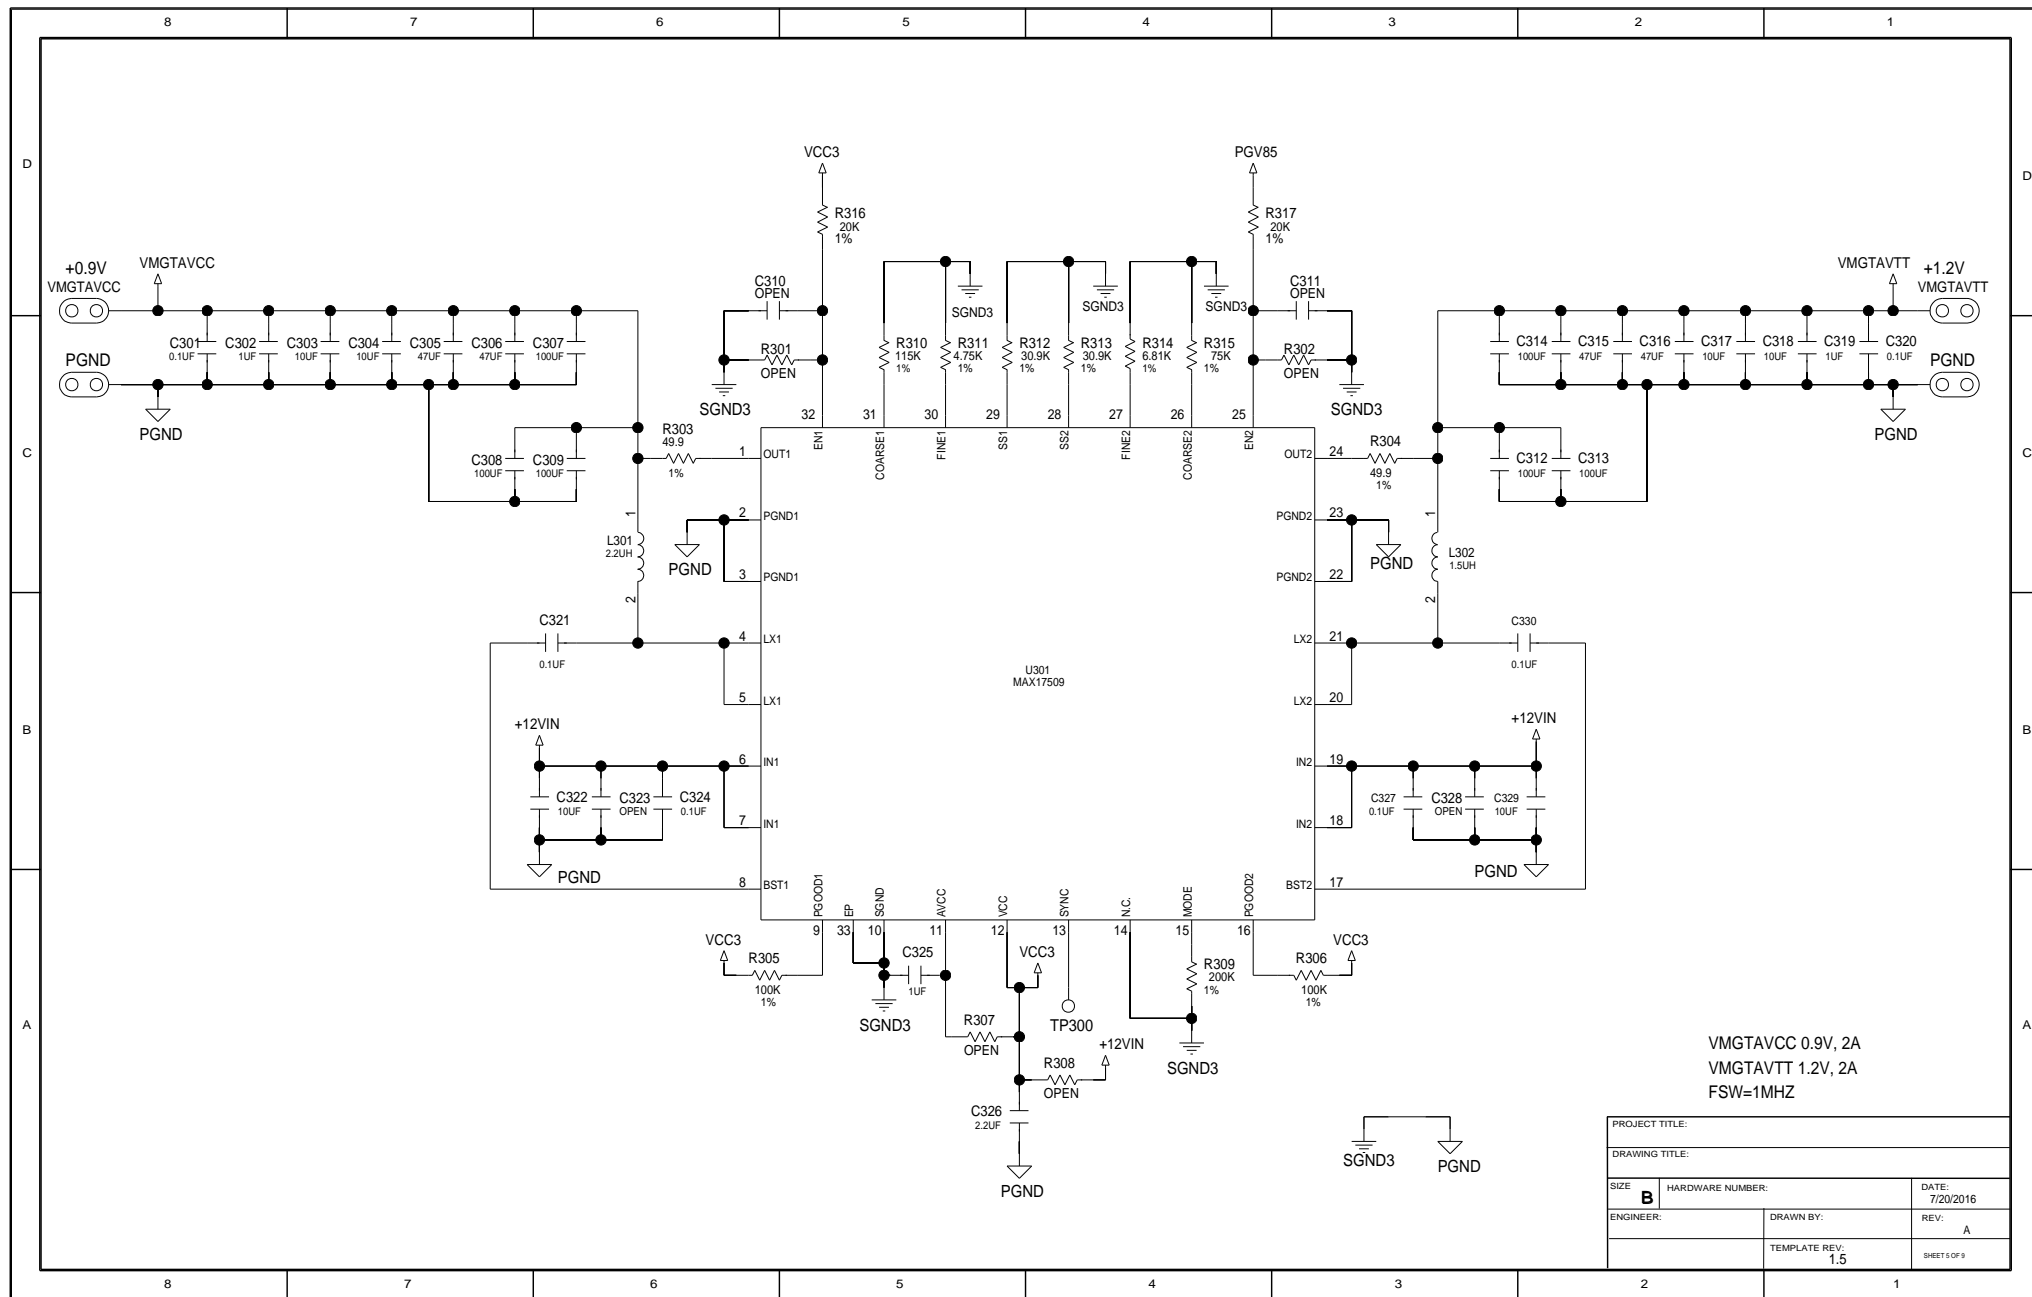 8 7 6 5 4 3 2 1
D
D
C
C
B
B
A
A
VCC3
PGV85
R316
20K
1%
R317
20K
1%
+0.9V
VMGTAVCC
VMGTAVCC
PGND
PGND
C301
0.1UF
C302
1UF
C303
10UF
C304
10UF
C305
47UF
C306
47UF
C307
100UF
C308
100UF
C309
100UF
C310
OPEN
R301
OPEN
SGND3
SGND3
SGND3
SGND3
R310
115K
1%
R311
4.75K
1%
R312
30.9K
1%
R313
30.9K
1%
R314
6.81K
1%
R315
75K
1%
C311
OPEN
R302
OPEN
SGND3
VMGTAVTT
+1.2V
VMGTAVTT
PGND
PGND
C314
100UF
C315
47UF
C316
47UF
C317
10UF
C318
10UF
C319
1UF
C320
0.1UF
C312
100UF
C313
100UF
32 31 30 29 28 27 26 25
EN1
COARSE1
FINE1
SS1
SS2
FINE2
COARSE2
EN2
R303
49.9
1%
1 OUT1
2 PGND1
3 PGND1
4 LX1
5 LX1
6 IN1
7 IN1
8 BST1
PGND
L301
2.2UH
1
2
C321
0.1UF
+12VIN
C322
10UF
C323
OPEN
C324
0.1UF
PGND
U301
MAX17509
OUT2 24
PGND2 23
PGND2 22
LX2 21
LX2 20
IN2 19
IN2 18
BST2 17
R304
49.9
1%
PGND
L302
1.5UH
1
2
C330
0.1UF
+12VIN
C327
0.1UF
C328
OPEN
C329
10UF
PGND
PGOOD1
EP
SGND
AVCC
VCC
SYNC
N.C.
MODE
PGOOD2
9 33 10 11 12 13 14 15 16
VCC3
R305
100K
1%
C325
1UF
SGND3
VCC3
R307
OPEN
TP300
R308
OPEN
+12VIN
C326
2.2UF
PGND
R309
200K
1%
SGND3
VCC3
R306
100K
1%
SGND3
PGND
VMGTAVCC 0.9V, 2A
VMGTAVTT 1.2V, 2A
FSW=1MHZ
PROJECT TITLE:
DRAWING TITLE:
SIZE
B
HARDWARE NUMBER:
DATE:
7/20/2016
ENGINEER:
DRAWN BY:
REV:
A
TEMPLATE REV:
1.5
SHEET 5 OF 9
8 7 6 5 4 3 2 1